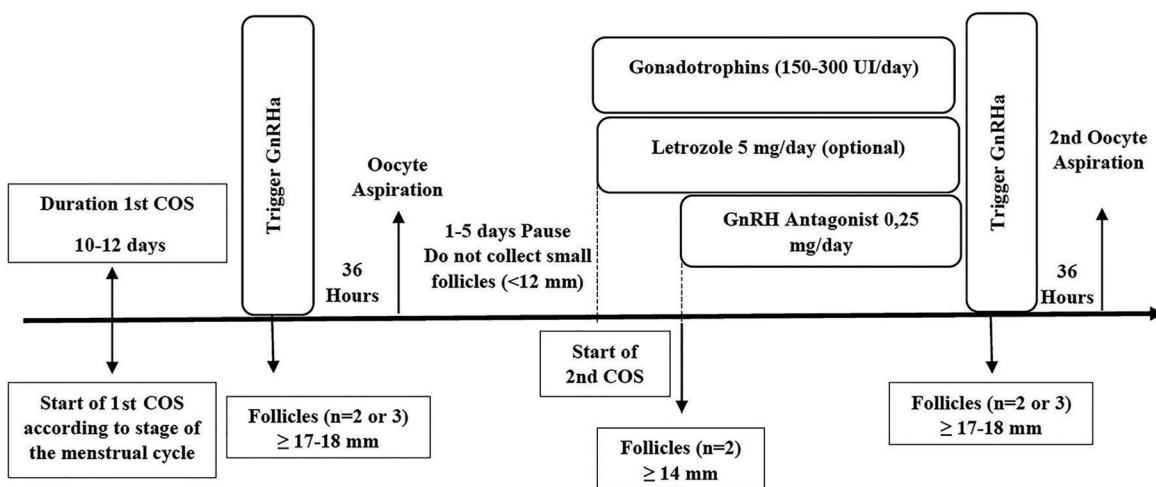 Duration 1st COS
10-12 days
Start of 1st COS
according to stage of
the menstrual cycle
Trigger GnRHa
Follicles (n=2 or 3)
≥ 17-18 mm
36
Hours
Oocyte
Aspiration
1-5 days Pause
Do not collect small
follicles (<12 mm)
Gonadotrophins (150-300 UI/day)
Letrozole 5 mg/day (optional)
GnRH Antagonist 0,25
mg/day
Start of
2nd COS
Follicles (n=2)
≥ 14 mm
Trigger GnRHa
Follicles (n=2 or 3)
≥ 17-18 mm
36
Hours
2nd Oocyte
Aspiration